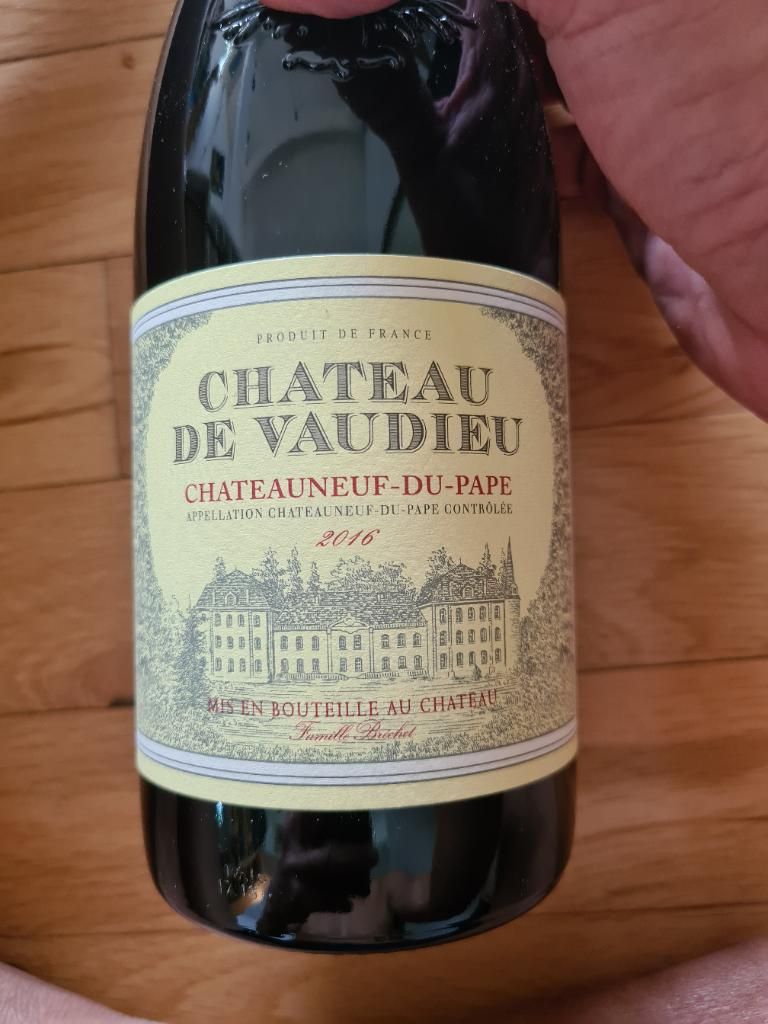 PRODUIT DE FRANCE
CHATEAU
DE VAUDIEU
CHATEAUNEUF-DU-PAPE
APPELLATION CHATEAUNEUF-DU-PAPE CONTRÔLÉE
2016
MIS EN BOUTEILLE AU CHATEAU
Famille Bréchet